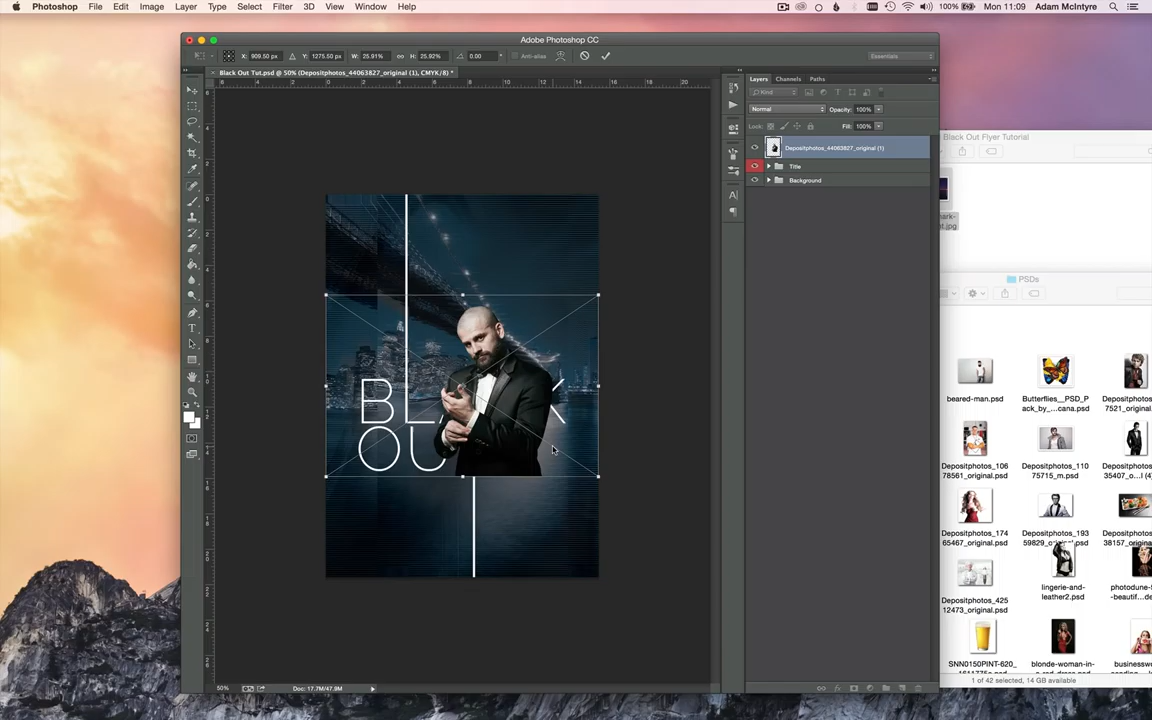 Photoshop File Edit Image Layer Type Select Filter 3D View Window Help
100% Mon 11:09 Adam McIntyre
Adobe Photoshop CC
X: 909.50 px Y: 1275.50 px W: 25.91% H: 25.92% 0.00 ° Anti-alias Essentials
Black Out Tut.psd @ 50% (Depositphotos_44063827_original (1), CMYK/8) *
Layers Channels Paths
Kind
Normal Opacity: 100%
Lock: Fill: 100%
Depositphotos_44063827_original (1)
Title
Background
BL K
OU
50% Doc: 17.7M/47.9M
Black Out Flyer Tutorial
PSDs
beared-man.psd
Butterflies__PSD_P
ack_by_...cana.psd
Depositphotos_106
78561_original.psd
Depositphotos_110
75715_m.psd
Depositphotos_174
65467_original.psd
Depositphotos_193
59829_original.psd
Depositphotos_425
12473_original.psd
lingerie-and-
leather2.psd
SNN0150PINT-620_
blonde-woman-in-
1 of 42 selected, 14 GB available